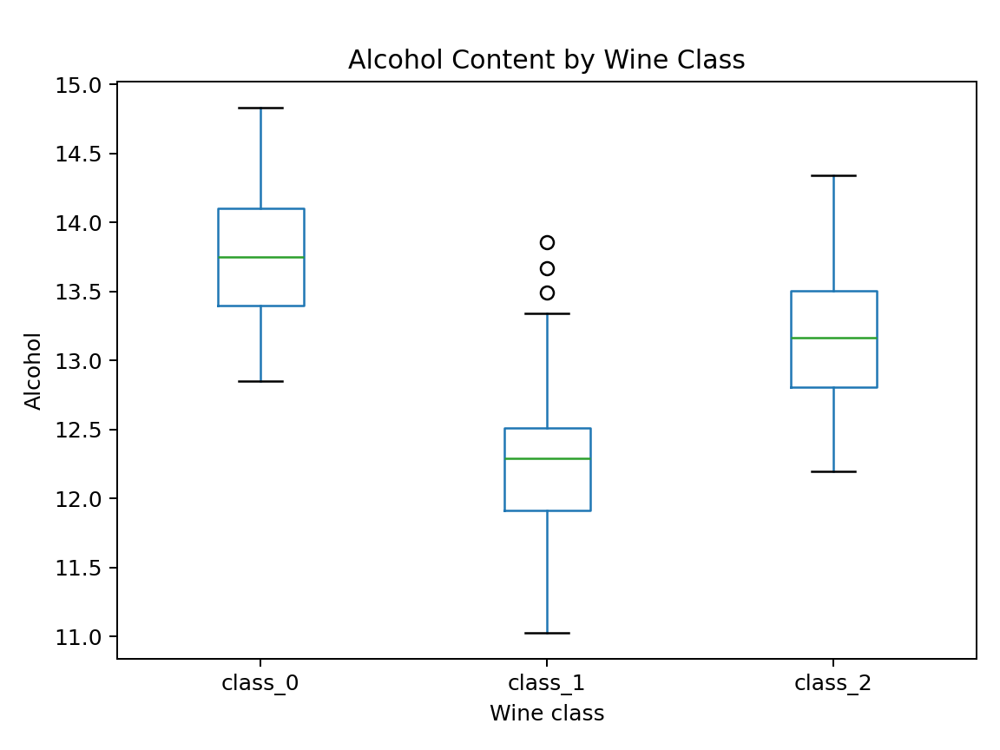 Alcohol Content by Wine Class
15.0
14.5
14.0
13.5
13.0
12.5
12.0
11.5
11.0
Alcohol
class_0 class_1 class_2
Wine class